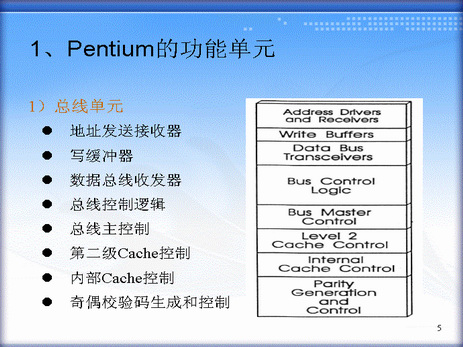 1、Pentium的功能单元
1）总线单元
地址发送接收器
写缓冲器
数据总线收发器
总线控制逻辑
总线主控制
第二级Cache控制
内部Cache控制
奇偶校验码生成和控制
Address Drivers
and Receivers
Write Buffers
Data Bus
Transceivers
Bus Control
Logic
Bus Master
Control
Level 2
Cache Control
Internal
Cache Control
Parity
Generation
and
Control
5